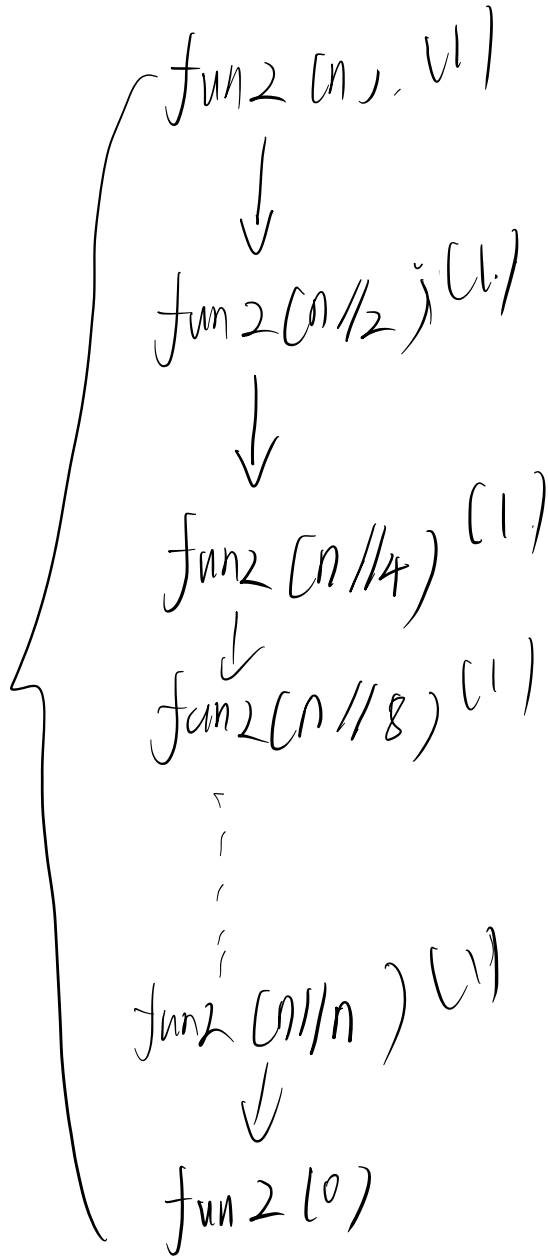 fun2(n), (1)
fun2(n//2); (1)
fun2(n//4) (1)
fun2(n//8) (1)
fun2(n//n) (1)
fun2(0)